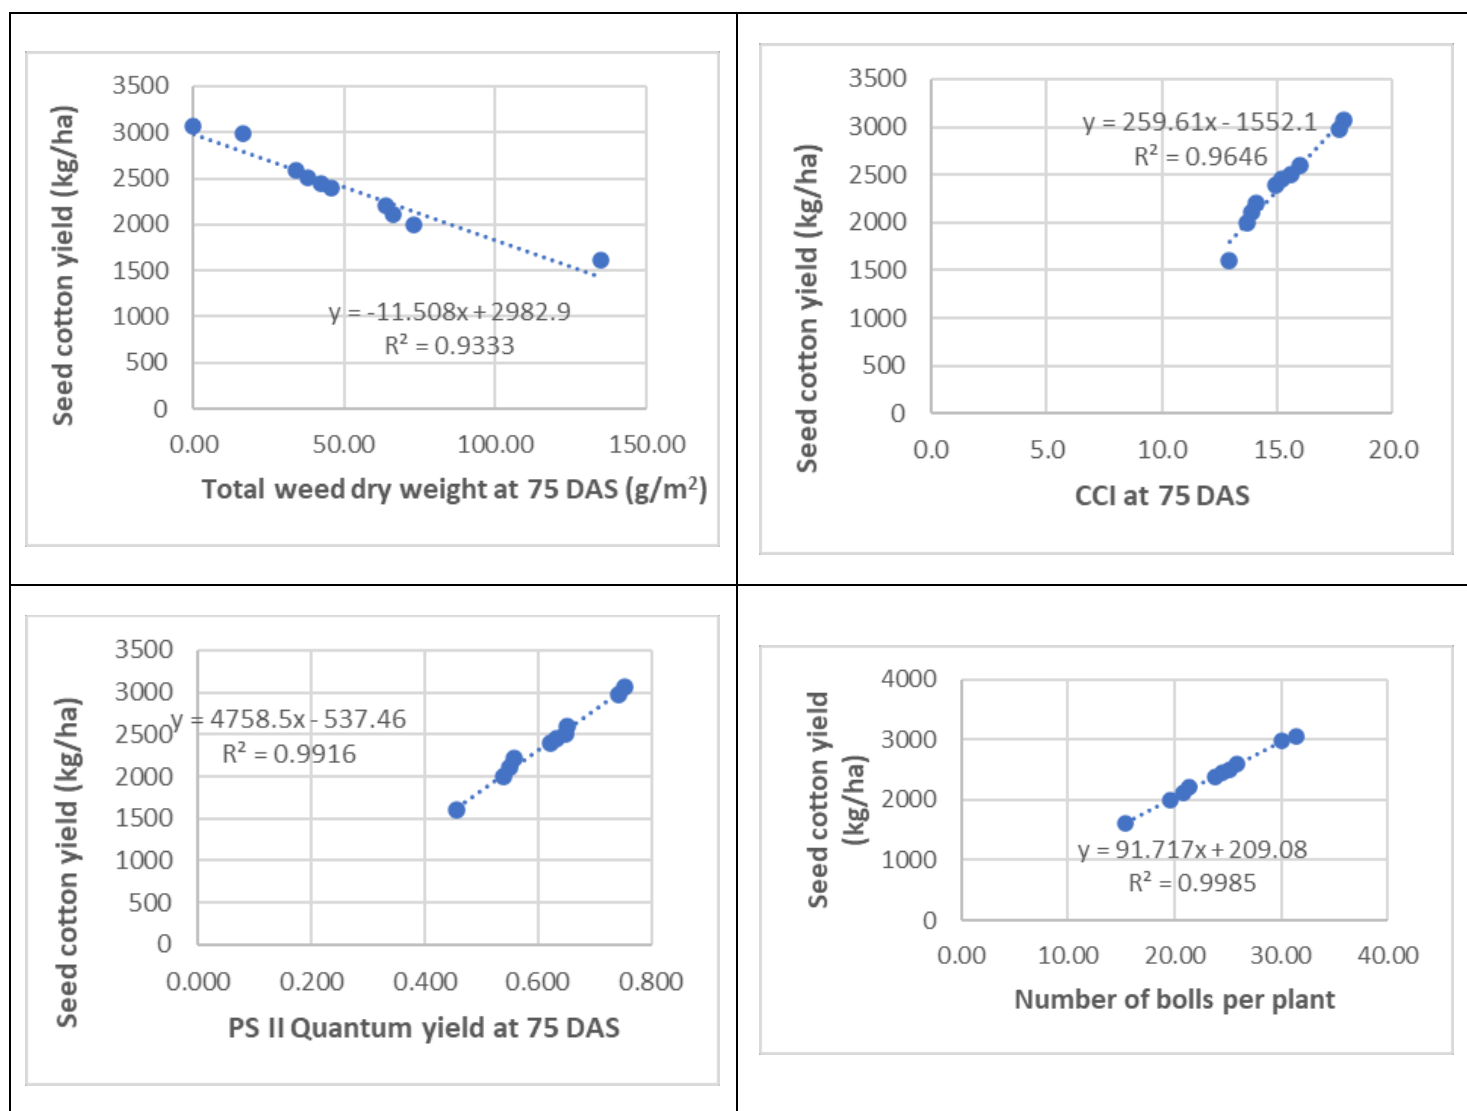 Seed cotton yield (kg/ha)
3500
3000
2500
2000
1500
1000
500
0
y = -11.508x + 2982.9
R² = 0.9333
0.00 50.00 100.00 150.00
Total weed dry weight at 75 DAS (g/m²)
Seed cotton yield (kg/ha)
3500
3000
2500
2000
1500
1000
500
0
y = 259.61x - 1552.1
R² = 0.9646
0.0 5.0 10.0 15.0 20.0
CCI at 75 DAS
Seed cotton yield (kg/ha)
3500
3000
2500
2000
1500
1000
500
0
y = 4758.5x - 537.46
R² = 0.9916
0.000 0.200 0.400 0.600 0.800
PS II Quantum yield at 75 DAS
Seed cotton yield
(kg/ha)
4000
3000
2000
1000
0
y = 91.717x + 209.08
R² = 0.9985
0.00 10.00 20.00 30.00 40.00
Number of bolls per plant